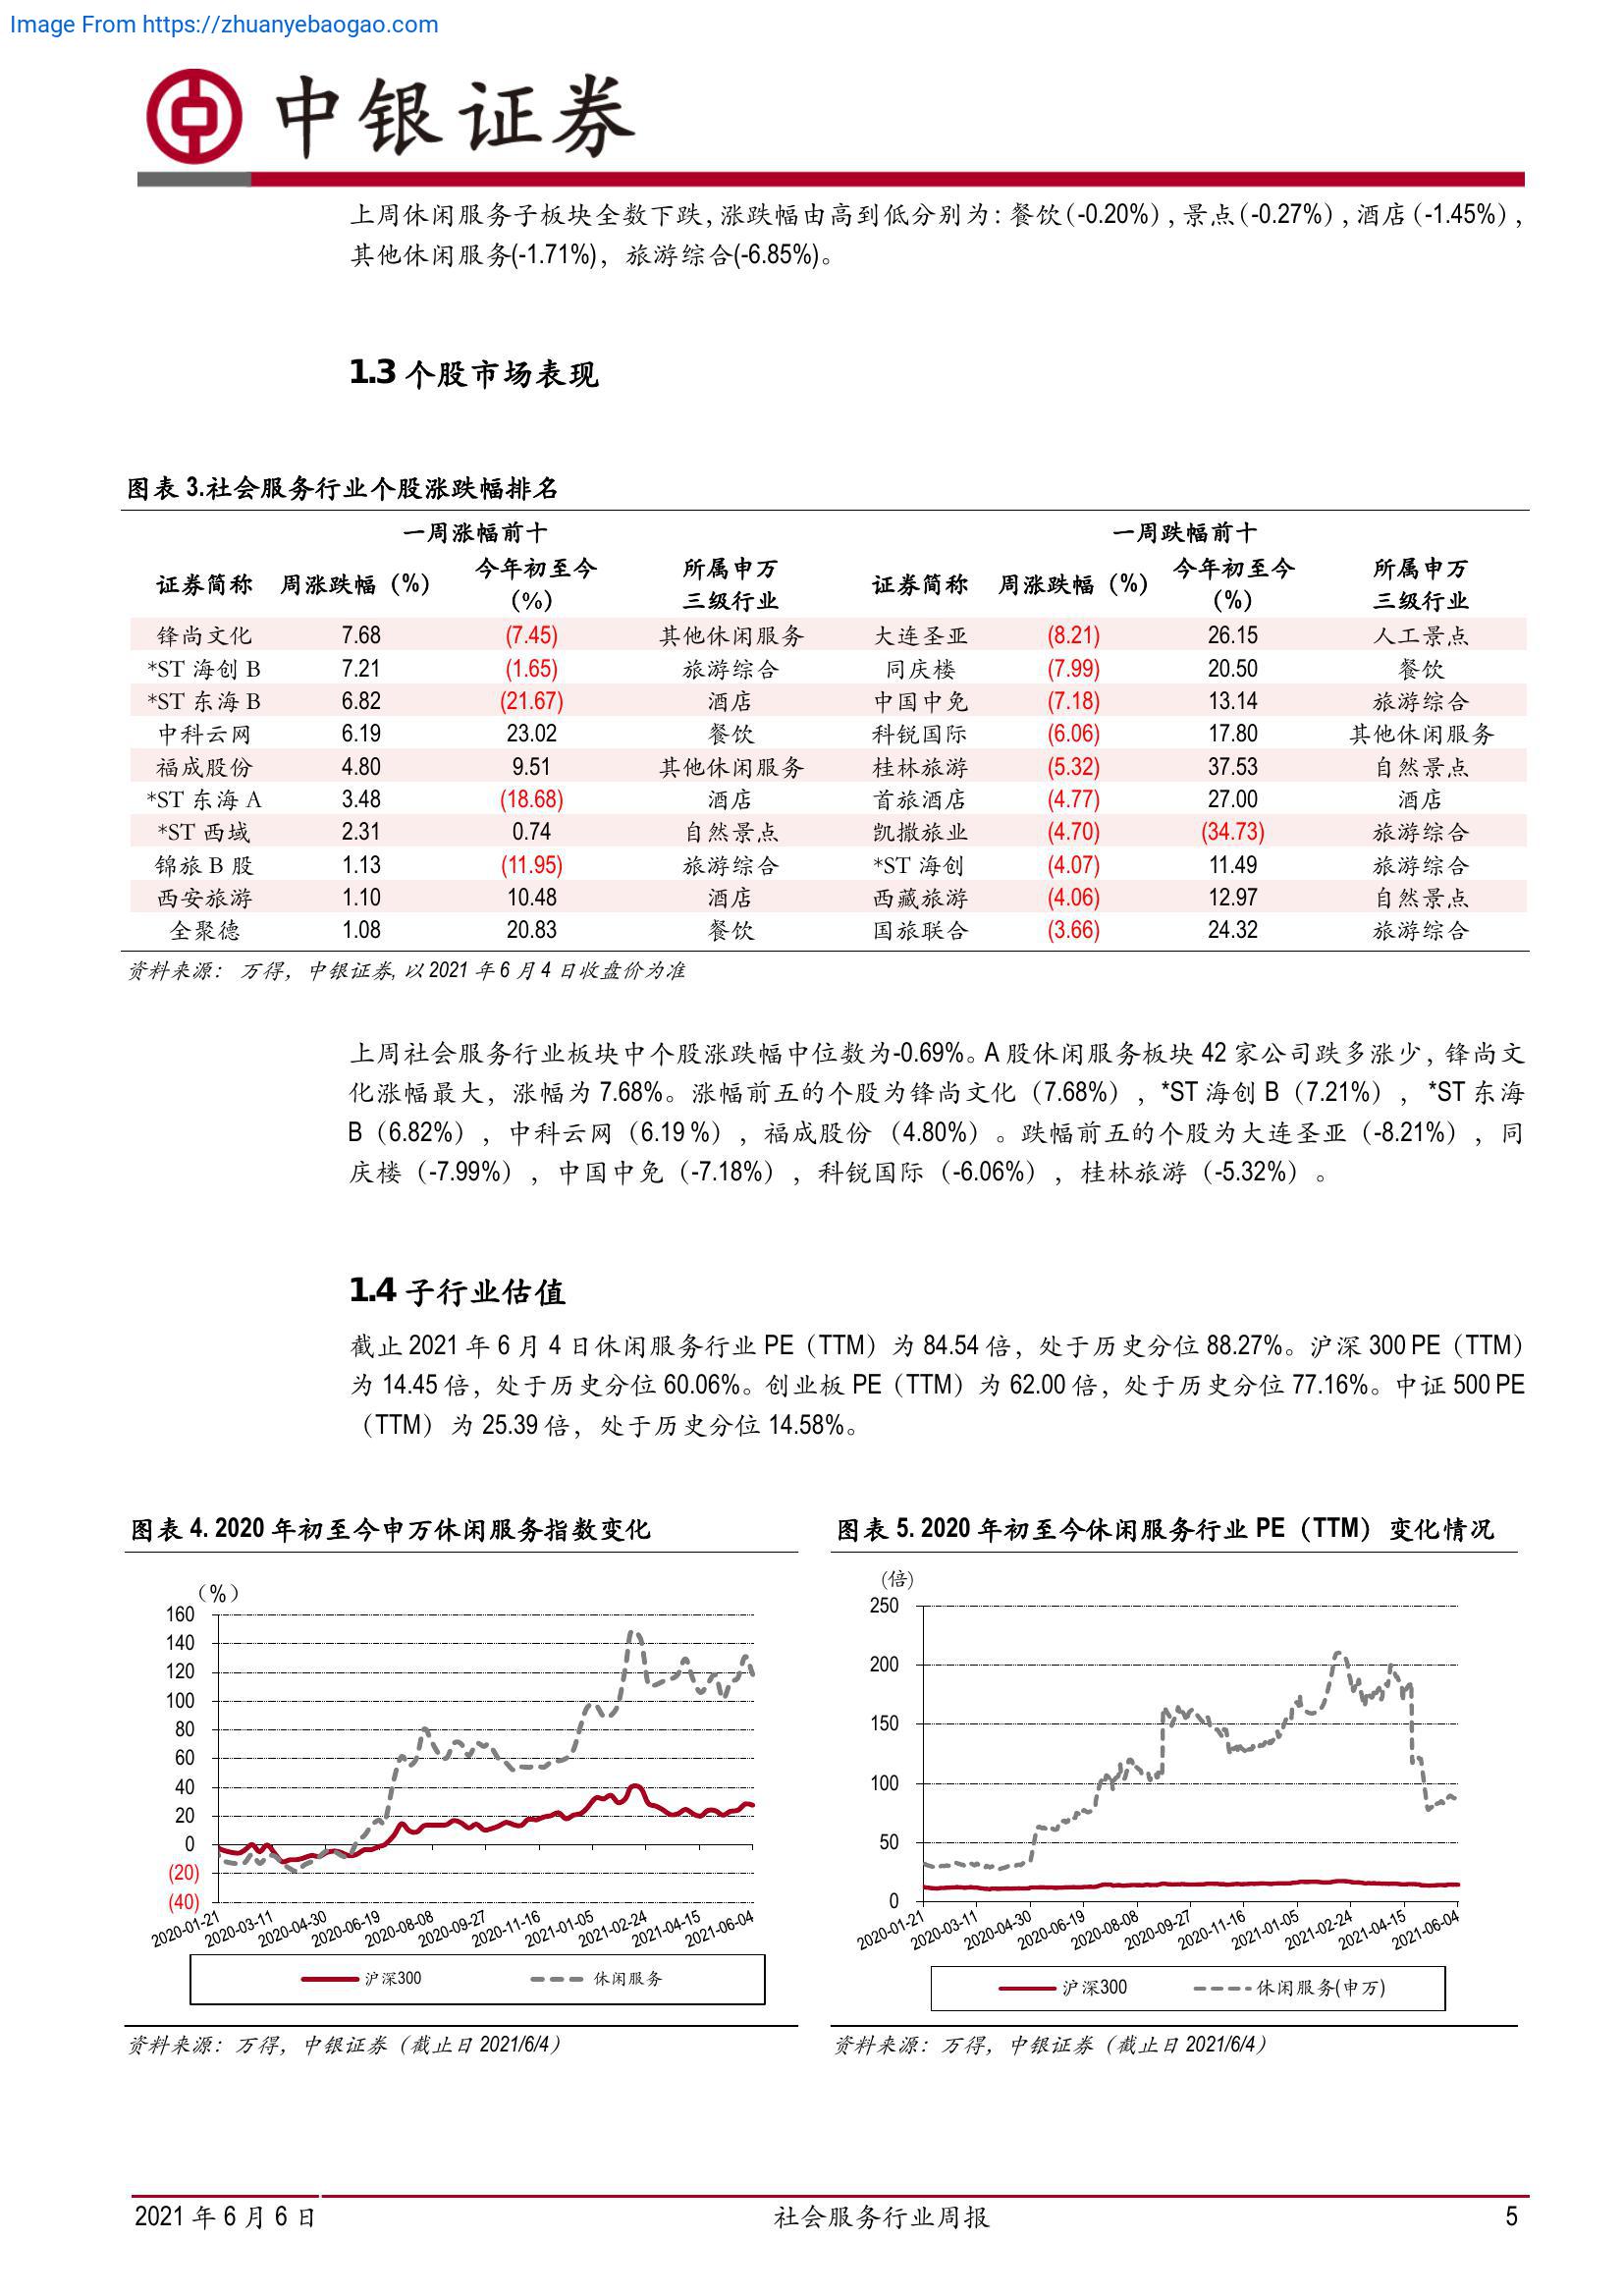 Image From https://zhuanyebaogao.com
中银证券
上周休闲服务子板块全数下跌，涨跌幅由高到低分别为：餐饮（-0.20%），景点（-0.27%），酒店（-1.45%），
其他休闲服务(-1.71%)，旅游综合(-6.85%)。
1.3 个股市场表现
图表 3.社会服务行业个股涨跌幅排名
一周涨幅前十 一周跌幅前十
证券简称 周涨跌幅（%） 今年初至今（%） 所属申万三级行业 证券简称 周涨跌幅（%） 今年初至今（%） 所属申万三级行业
锋尚文化 7.68 (7.45) 其他休闲服务 大连圣亚 (8.21) 26.15 人工景点
*ST 海创 B 7.21 (1.65) 旅游综合 同庆楼 (7.99) 20.50 餐饮
*ST 东海 B 6.82 (21.67) 酒店 中国中免 (7.18) 13.14 旅游综合
中科云网 6.19 23.02 餐饮 科锐国际 (6.06) 17.80 其他休闲服务
福成股份 4.80 9.51 其他休闲服务 桂林旅游 (5.32) 37.53 自然景点
*ST 东海 A 3.48 (18.68) 酒店 首旅酒店 (4.77) 27.00 酒店
*ST 西域 2.31 0.74 自然景点 凯撒旅业 (4.70) (34.73) 旅游综合
锦旅 B 股 1.13 (11.95) 旅游综合 *ST 海创 (4.07) 11.49 旅游综合
西安旅游 1.10 10.48 酒店 西藏旅游 (4.06) 12.97 自然景点
全聚德 1.08 20.83 餐饮 国旅联合 (3.66) 24.32 旅游综合
资料来源：万得，中银证券, 以 2021 年 6 月 4 日收盘价为准
上周社会服务行业板块中个股涨跌幅中位数为-0.69%。A 股休闲服务板块 42 家公司跌多涨少，锋尚文
化涨幅最大，涨幅为 7.68%。涨幅前五的个股为锋尚文化（7.68%），*ST 海创 B（7.21%），*ST 东海
B（6.82%），中科云网（6.19 %），福成股份（4.80%）。跌幅前五的个股为大连圣亚（-8.21%），同
庆楼（-7.99%），中国中免（-7.18%），科锐国际（-6.06%），桂林旅游（-5.32%）。
1.4 子行业估值
截止 2021 年 6 月 4 日休闲服务行业 PE（TTM）为 84.54 倍，处于历史分位 88.27%。沪深 300 PE（TTM）
为 14.45 倍，处于历史分位 60.06%。创业板 PE（TTM）为 62.00 倍，处于历史分位 77.16%。中证 500 PE
（TTM）为 25.39 倍，处于历史分位 14.58%。
图表 4. 2020 年初至今申万休闲服务指数变化
（%）
160
140
120
100
80
60
40
20
0
(20)
(40)
2020-01-21 2020-03-11 2020-04-30 2020-06-19 2020-08-08 2020-09-27 2020-11-16 2021-01-05 2021-02-24 2021-04-15 2021-06-04
沪深300 休闲服务
资料来源：万得，中银证券（截止日 2021/6/4）
图表 5. 2020 年初至今休闲服务行业 PE（TTM）变化情况
(倍)
250
200
150
100
50
0
2020-01-21 2020-03-11 2020-04-30 2020-06-19 2020-08-08 2020-09-27 2020-11-16 2021-01-05 2021-02-24 2021-04-15 2021-06-04
沪深300 休闲服务(申万)
资料来源：万得，中银证券（截止日 2021/6/4）
2021 年 6 月 6 日 社会服务行业周报 5